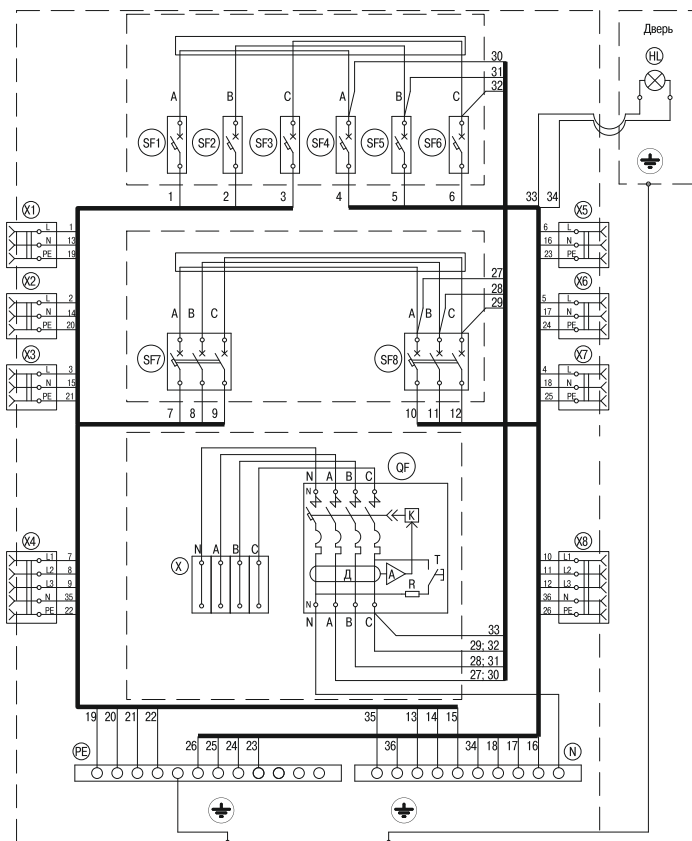 Дверь
HL
30
31
32
A B C A B C
SF1 SF2 SF3 SF4 SF5 SF6
1 2 3 4 5 6 33 34
X1
L 1
N 13
PE 19
X5
6 L
16 N
23 PE
X2
L 2
N 14
PE 20
X6
5 L
17 N
24 PE
X3
L 3
N 15
PE 21
X7
4 L
18 N
25 PE
27
28
29
A B C A B C
SF7 SF8
7 8 9 10 11 12
N A B C QF
N
K
X4
L1 7
L2 8
L3 9
N 35
PE 22
X
N A B C
Д A T
R
N
N A B C
X8
10 L1
11 L2
12 L3
36 N
26 PE
33
29; 32
28; 31
27; 30
19 20 21 22 35 13 14 15
26 25 24 23 36 34 18 17 16
PE N